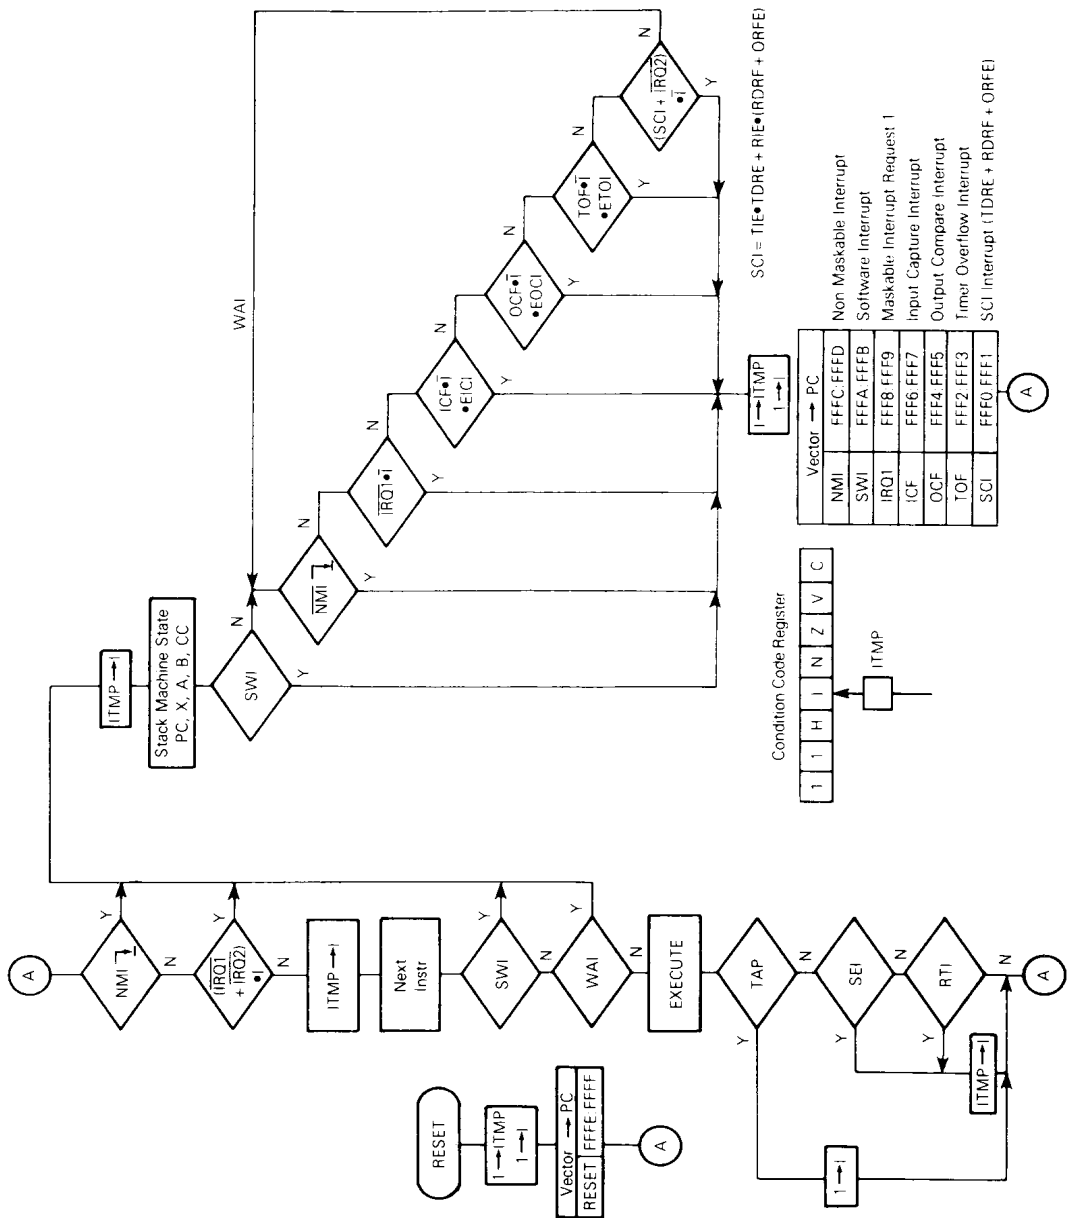 RESET
1→ITMP
1→I
Vector → PC
RESET FFFE:FFFF
A
A
NMI
Y
N
(IRQ1
+ IRQ2)
•I
Y
N
ITMP→I
Next
Instr
SWI
Y
N
WAI
Y
N
EXECUTE
TAP
Y
N
SEI
Y
N
RTI
Y
N
1→I
ITMP→I
A
ITMP→I
Stack Machine State
PC, X, A, B, CC
SWI
N
Y
WAI
NMI
N
Y
IRQ1•I
N
Y
ICF•I
•EICI
N
Y
OCF•I
•EOCI
N
Y
TOF•I
•ETOI
N
Y
(SCI + IRQ2)
•I
N
Y
I→ITMP
1→I
SCI = TIE•TDRE + RIE•(RDRF + ORFE)
Vector → PC
NMI FFFC:FFFD Non Maskable Interrupt
SWI FFFA:FFFB Software Interrupt
IRQ1 FFF8:FFF9 Maskable Interrupt Request 1
ICF FFF6:FFF7 Input Capture Interrupt
OCF FFF4:FFF5 Output Compare Interrupt
TOF FFF2:FFF3 Timer Overflow Interrupt
SCI FFF0:FFF1 SCI Interrupt (TDRE + RDRF + ORFE)
A
Condition Code Register
1 1 H I N Z V C
ITMP